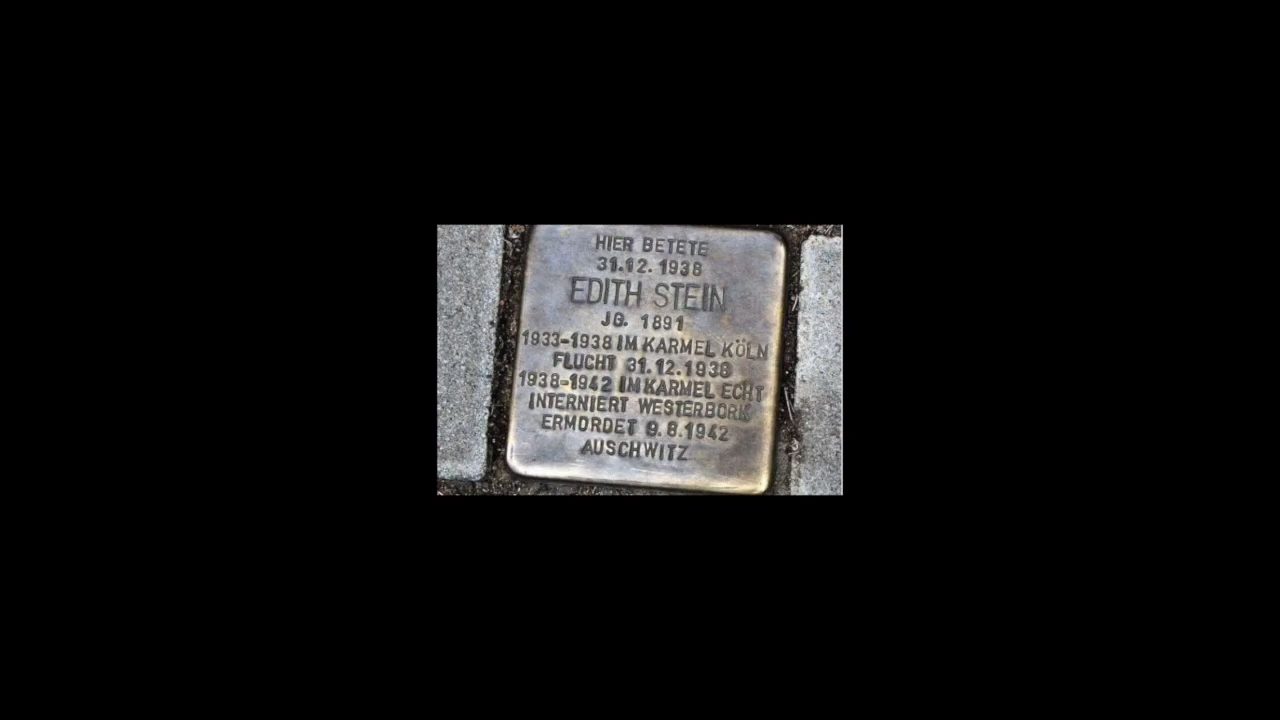 HIER BETETE
31.12.1938
EDITH STEIN
JG. 1891
1933-1938 IM KARMEL KÖLN
FLUCHT 31.12.1938
1938-1942 IM KARMEL ECHT
INTERNIERT WESTERBORK
ERMORDET 9.8.1942
AUSCHWITZ